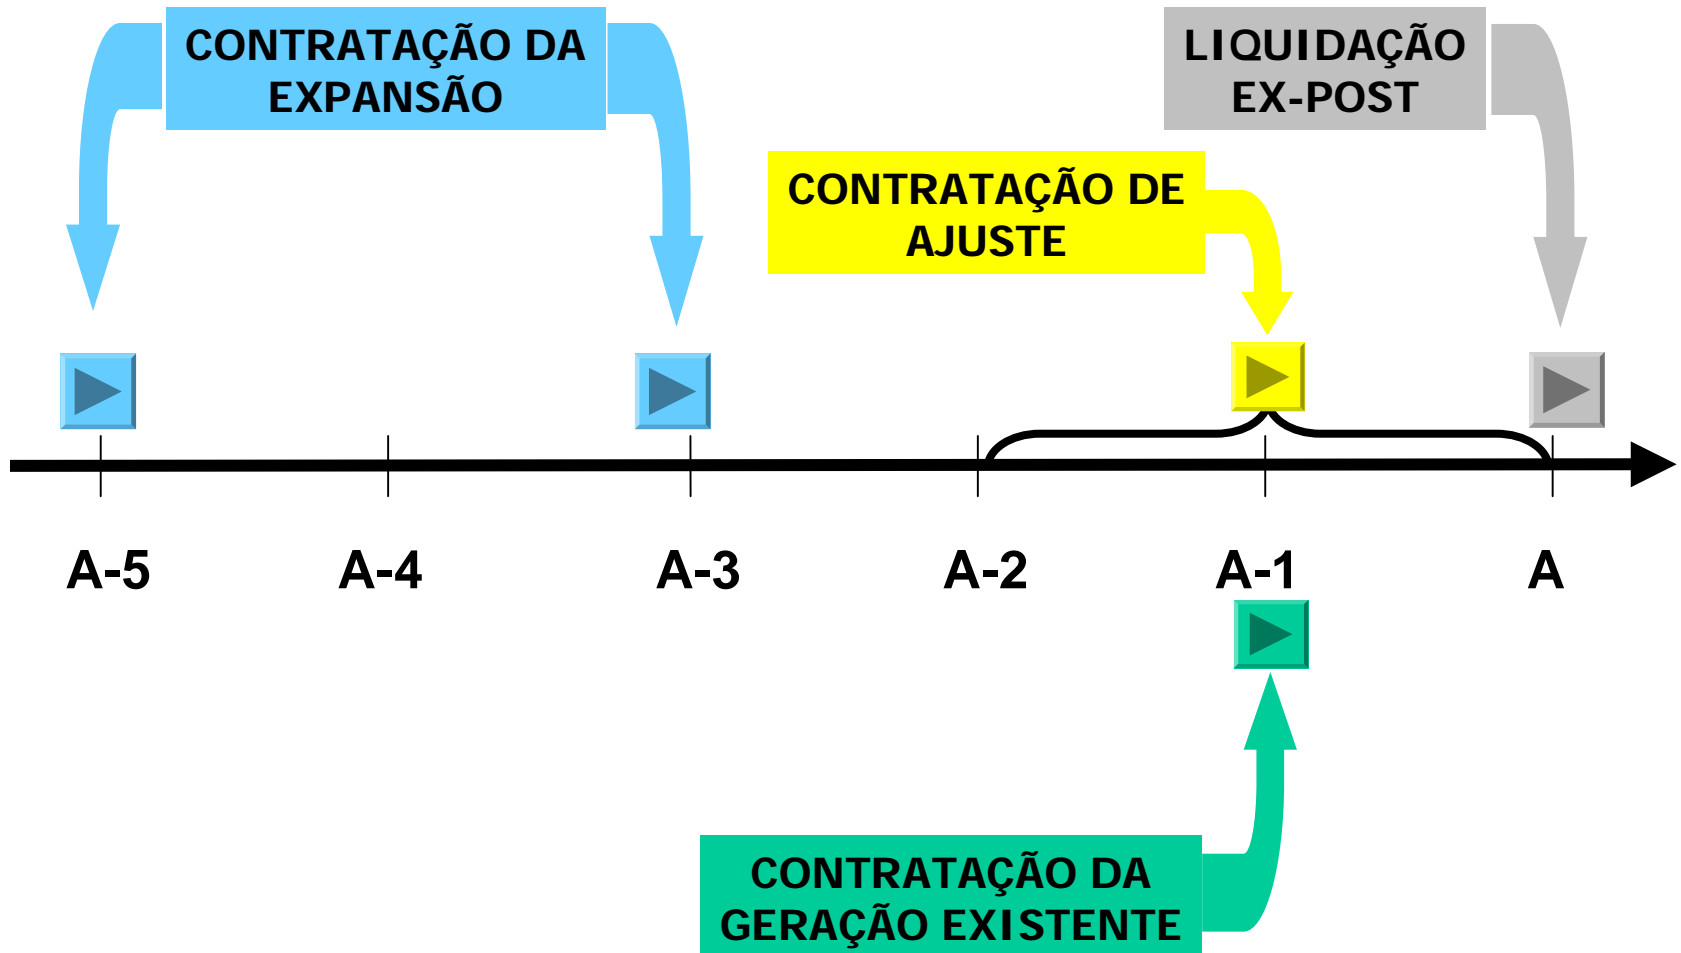 CONTRATAÇÃO DA
EXPANSÃO
LIQUIDAÇÃO
EX-POST
CONTRATAÇÃO DE
AJUSTE
A-5
A-4
A-3
A-2
A-1
A
CONTRATAÇÃO DA
GERAÇÃO EXISTENTE